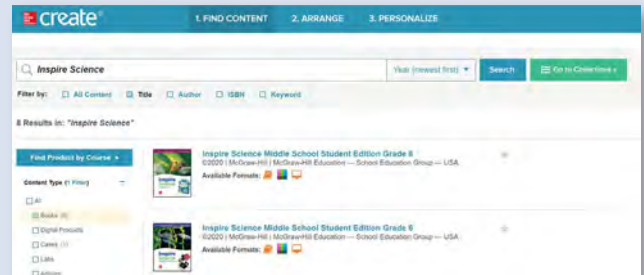 create®
1. FIND CONTENT 2. ARRANGE 3. PERSONALIZE
Inspire Science
Year (newest first)
Search
Go to Collections »
Filter by: All Content Title Author ISBN Keyword
8 Results in: "Inspire Science"
Find Product by Course
Content Type (1 Filter)
All
Books (8)
Digital Products
Cases
Labs
Articles
Inspire Science Middle School Student Edition Grade 8
©2020 | McGraw-Hill | McGraw-Hill Education — School Education Group — USA
Available Formats:
Inspire Science Middle School Student Edition Grade 6
©2020 | McGraw-Hill | McGraw-Hill Education — School Education Group — USA
Available Formats: